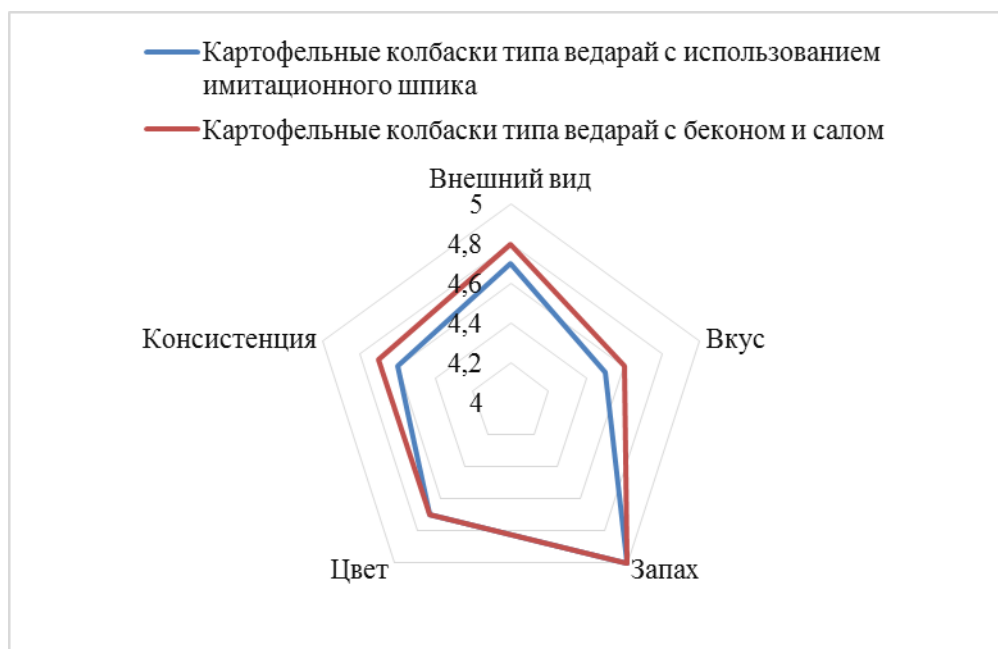 Картофельные колбаски типа ведарай с использованием
имитационного шпика
Картофельные колбаски типа ведарай с беконом и салом
Внешний вид
5
4,8
4,6
4,4
4,2
4
Консистенция
Вкус
Цвет
Запах